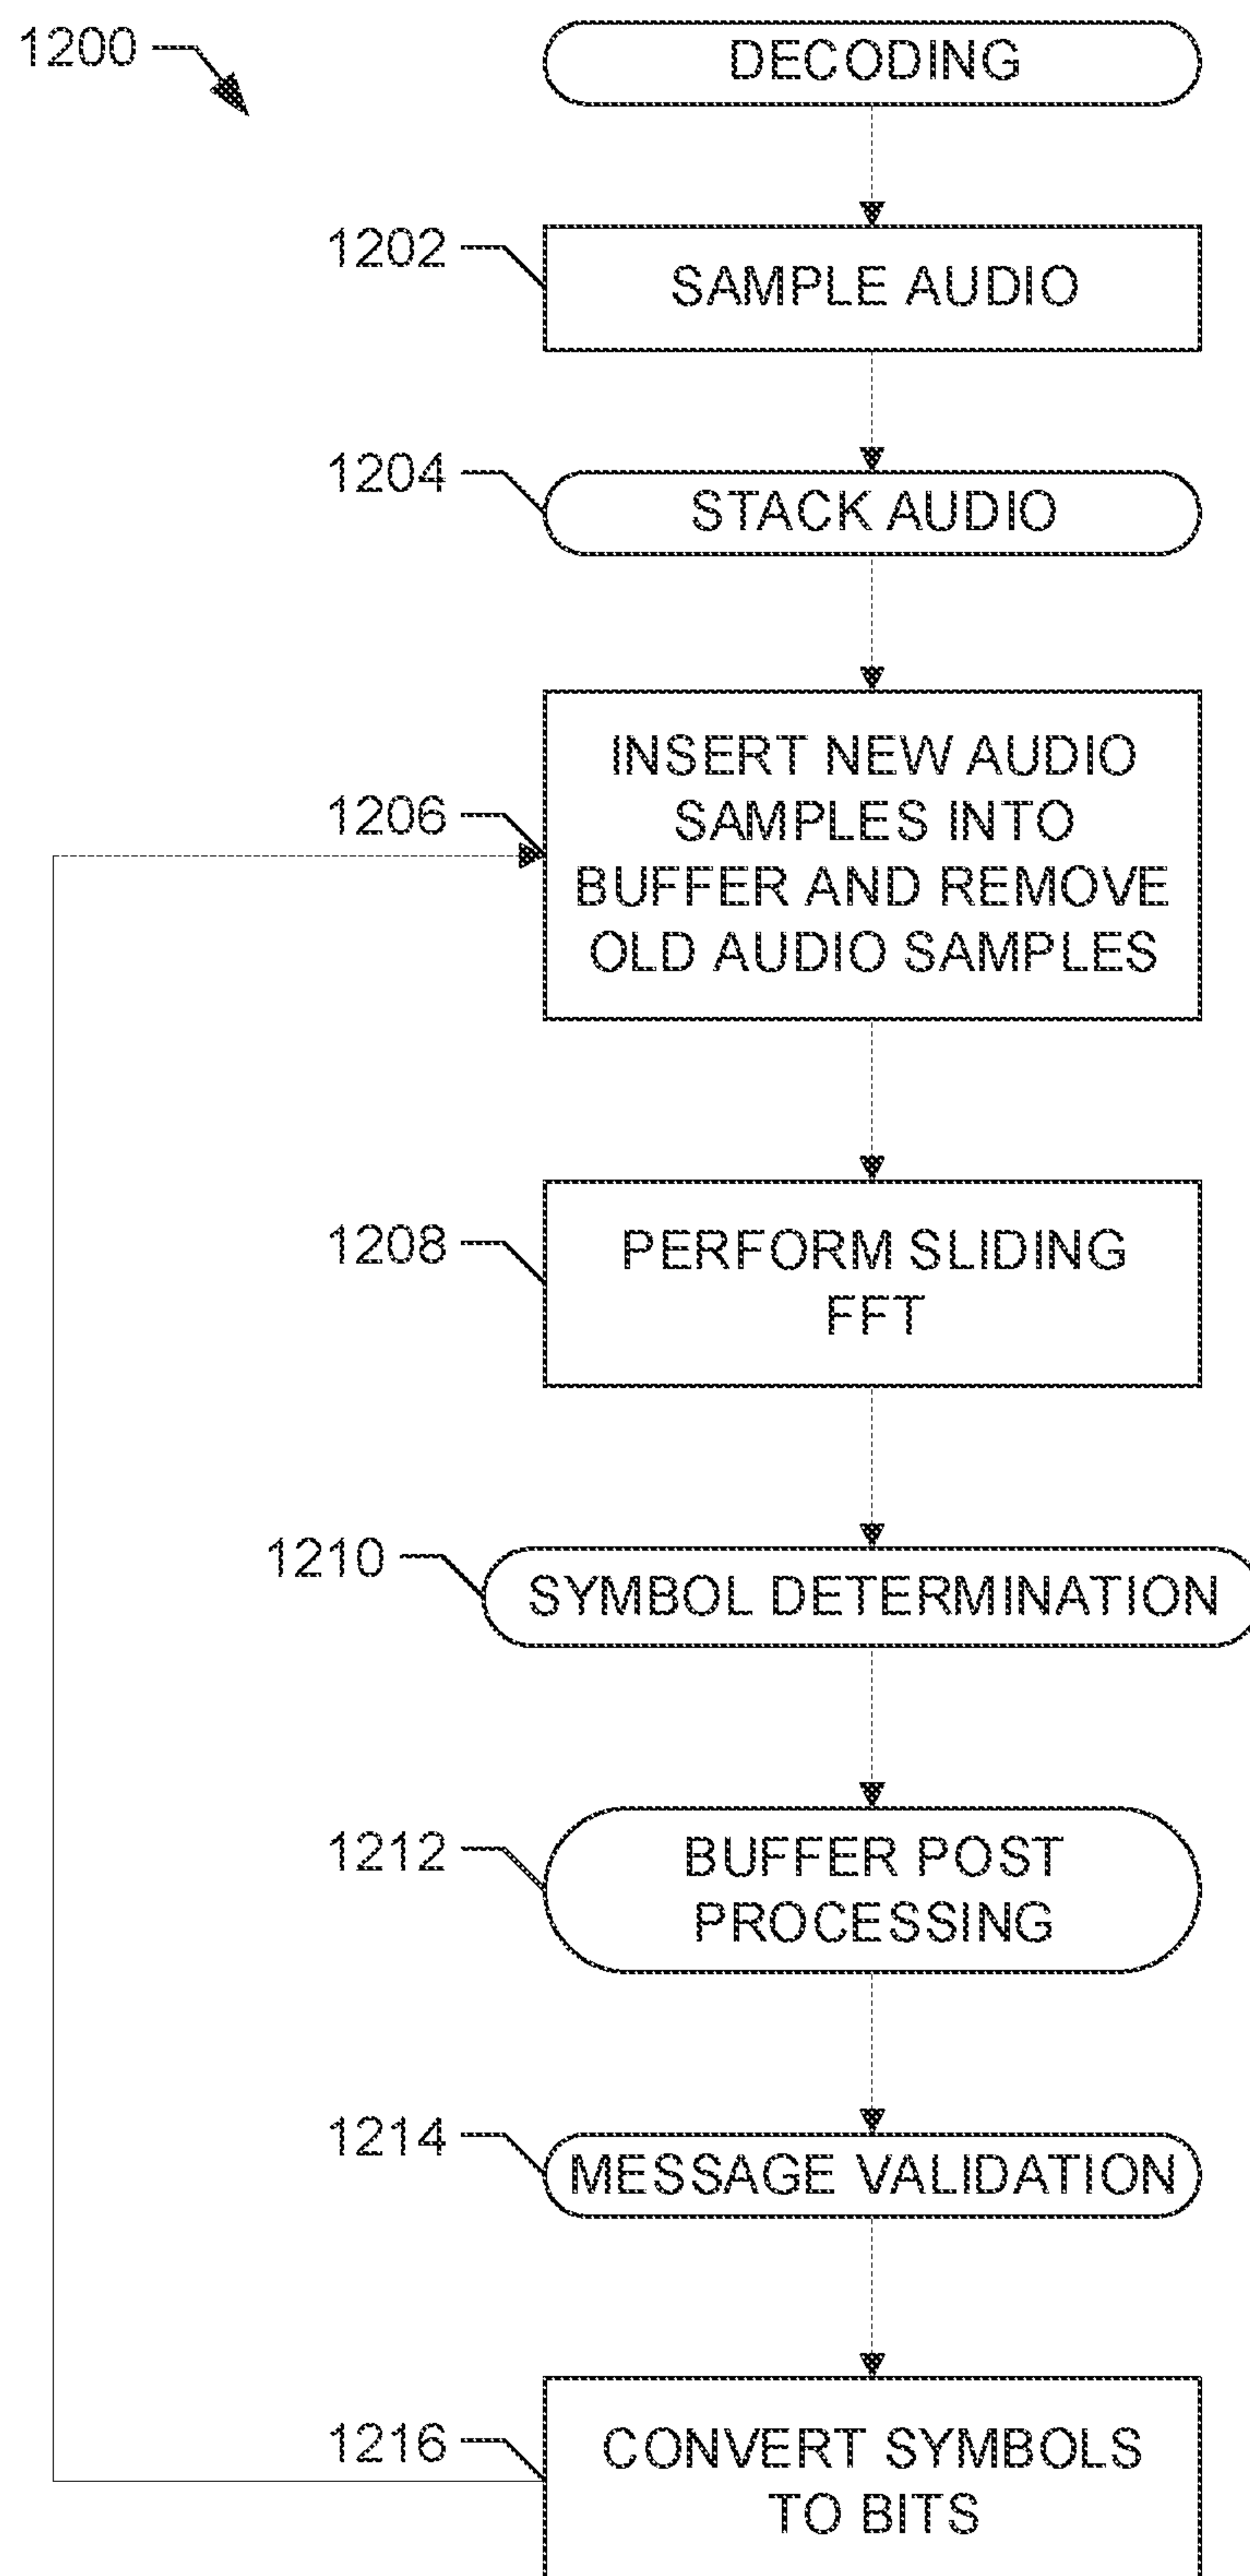 1200
DECODING
1202
SAMPLE AUDIO
1204
STACK AUDIO
1206
INSERT NEW AUDIO
SAMPLES INTO
BUFFER AND REMOVE
OLD AUDIO SAMPLES
1208
PERFORM SLIDING
FFT
1210
SYMBOL DETERMINATION
1212
BUFFER POST
PROCESSING
1214
MESSAGE VALIDATION
1216
CONVERT SYMBOLS
TO BITS